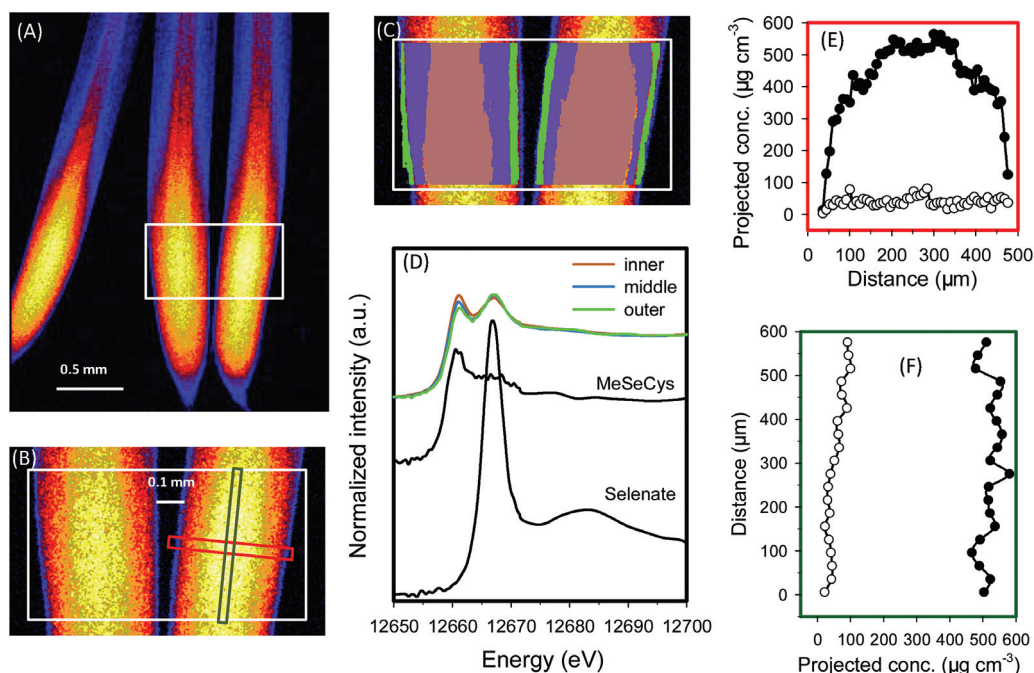 (A)
0.5 mm
(B)
0.1 mm
(C)
(D)
inner
middle
outer
MeSeCys
Selenate
Normalized intensity (a.u.)
12650 12660 12670 12680 12690 12700
Energy (eV)
(E)
Projected conc. (µg cm⁻³)
600
500
400
300
200
100
0
0 100 200 300 400 500
Distance (µm)
(F)
Distance (µm)
600
500
400
300
200
100
0
0 100 200 300 400 500 600
Projected conc. (µg cm⁻³)